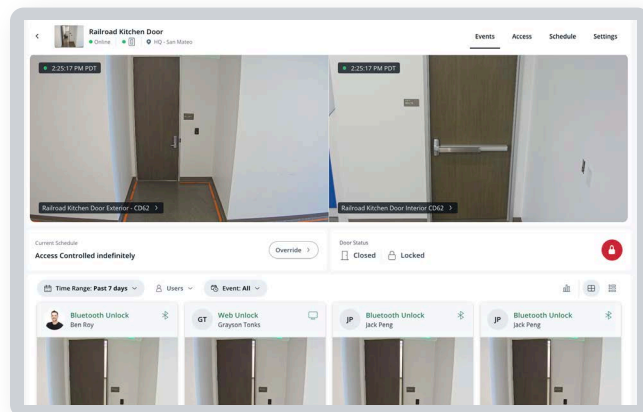 Railroad Kitchen Door
Online
HQ - San Mateo
Events Access Schedule Settings
2:25:17 PM PDT
2:25:17 PM PDT
Railroad Kitchen Door Exterior - CD62 >
Railroad Kitchen Door Interior CD62 >
Current Schedule
Access Controlled indefinitely
Override >
Door Status
Closed Locked
Time Range: Past 7 days
Users
Event: All
Bluetooth Unlock
Ben Roy
GT
Web Unlock
Grayson Tonks
JP
Bluetooth Unlock
Jack Peng
JP
Bluetooth Unlock
Jack Peng